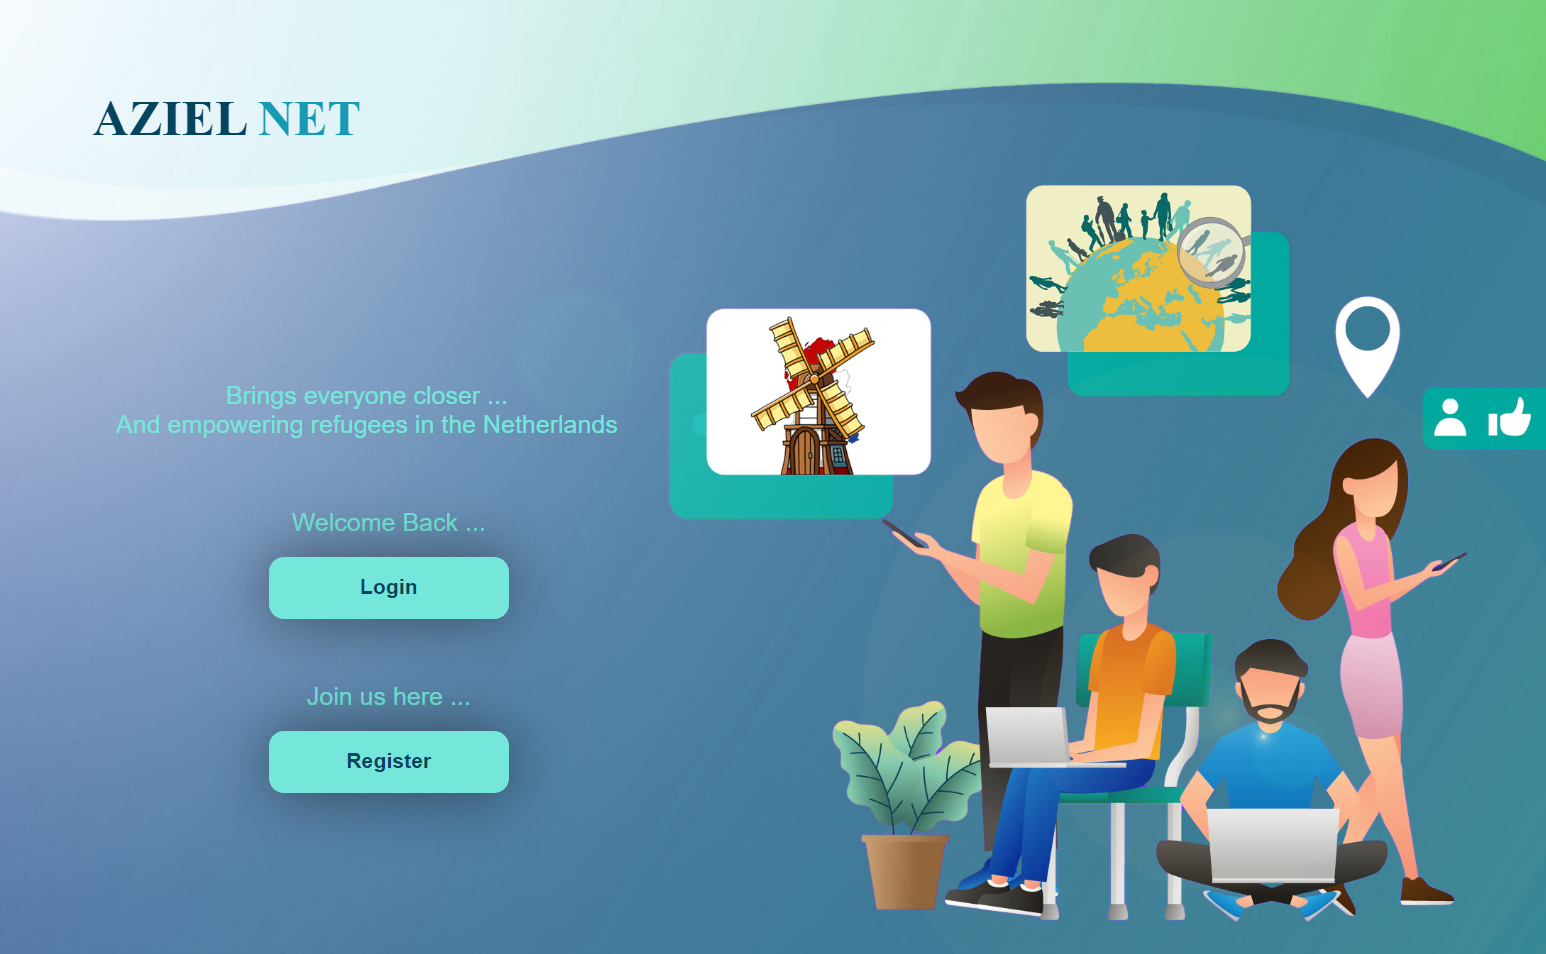 AZIEL NET
Brings everyone closer ...
And empowering refugees in the Netherlands
Welcome Back ...
Login
Join us here ...
Register